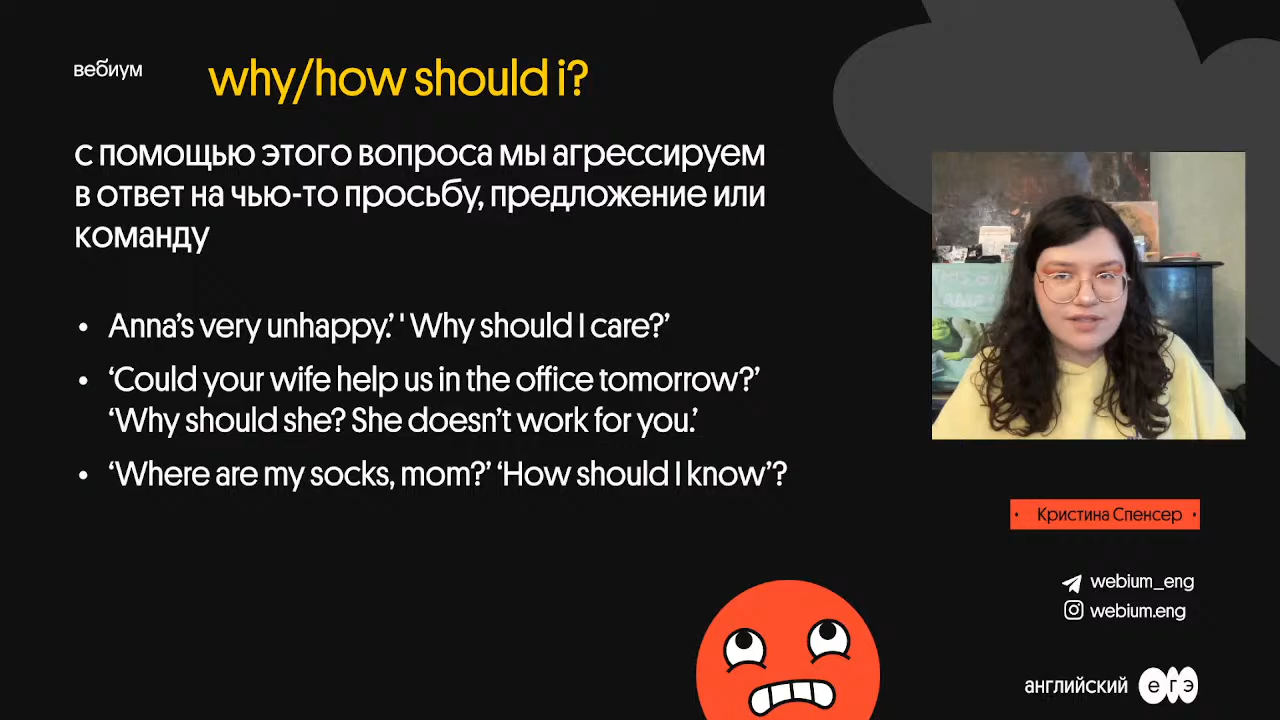 вебиум
why/how should i?
с помощью этого вопроса мы агрессируем
в ответ на чью-то просьбу, предложение или
команду
• Anna’s very unhappy.’ ' Why should I care?’
• ‘Could your wife help us in the office tomorrow?’
‘Why should she? She doesn’t work for you.’
• ‘Where are my socks, mom?’ ‘How should I know’?
• Кристина Спенсер •
webium_eng
webium.eng
английский егэ